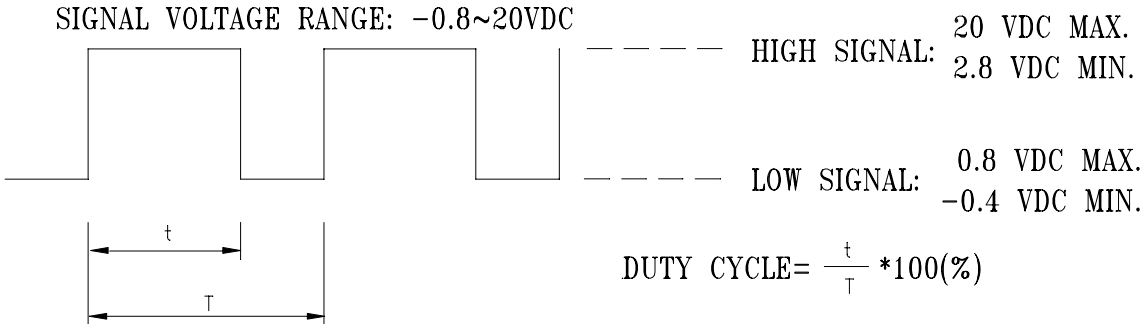 SIGNAL VOLTAGE RANGE: -0.8~20VDC
HIGH SIGNAL: 20 VDC MAX.
2.8 VDC MIN.
LOW SIGNAL: 0.8 VDC MAX.
-0.4 VDC MIN.
t
T
DUTY CYCLE= t/T *100(%)